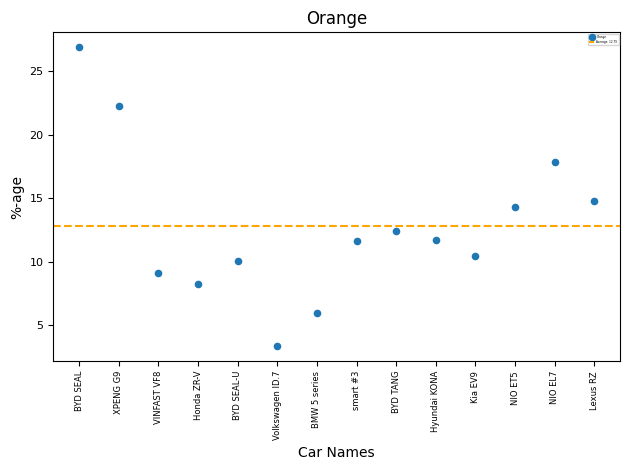 Orange
25
20
15
10
5
%-age
BYD SEAL
XPENG G9
VINFAST VF8
Honda ZR-V
BYD SEAL-U
Volkswagen ID.7
BMW 5 series
smart #3
BYD TANG
Hyundai KONA
Kia EV9
NIO ET5
NIO EL7
Lexus RZ
Car Names